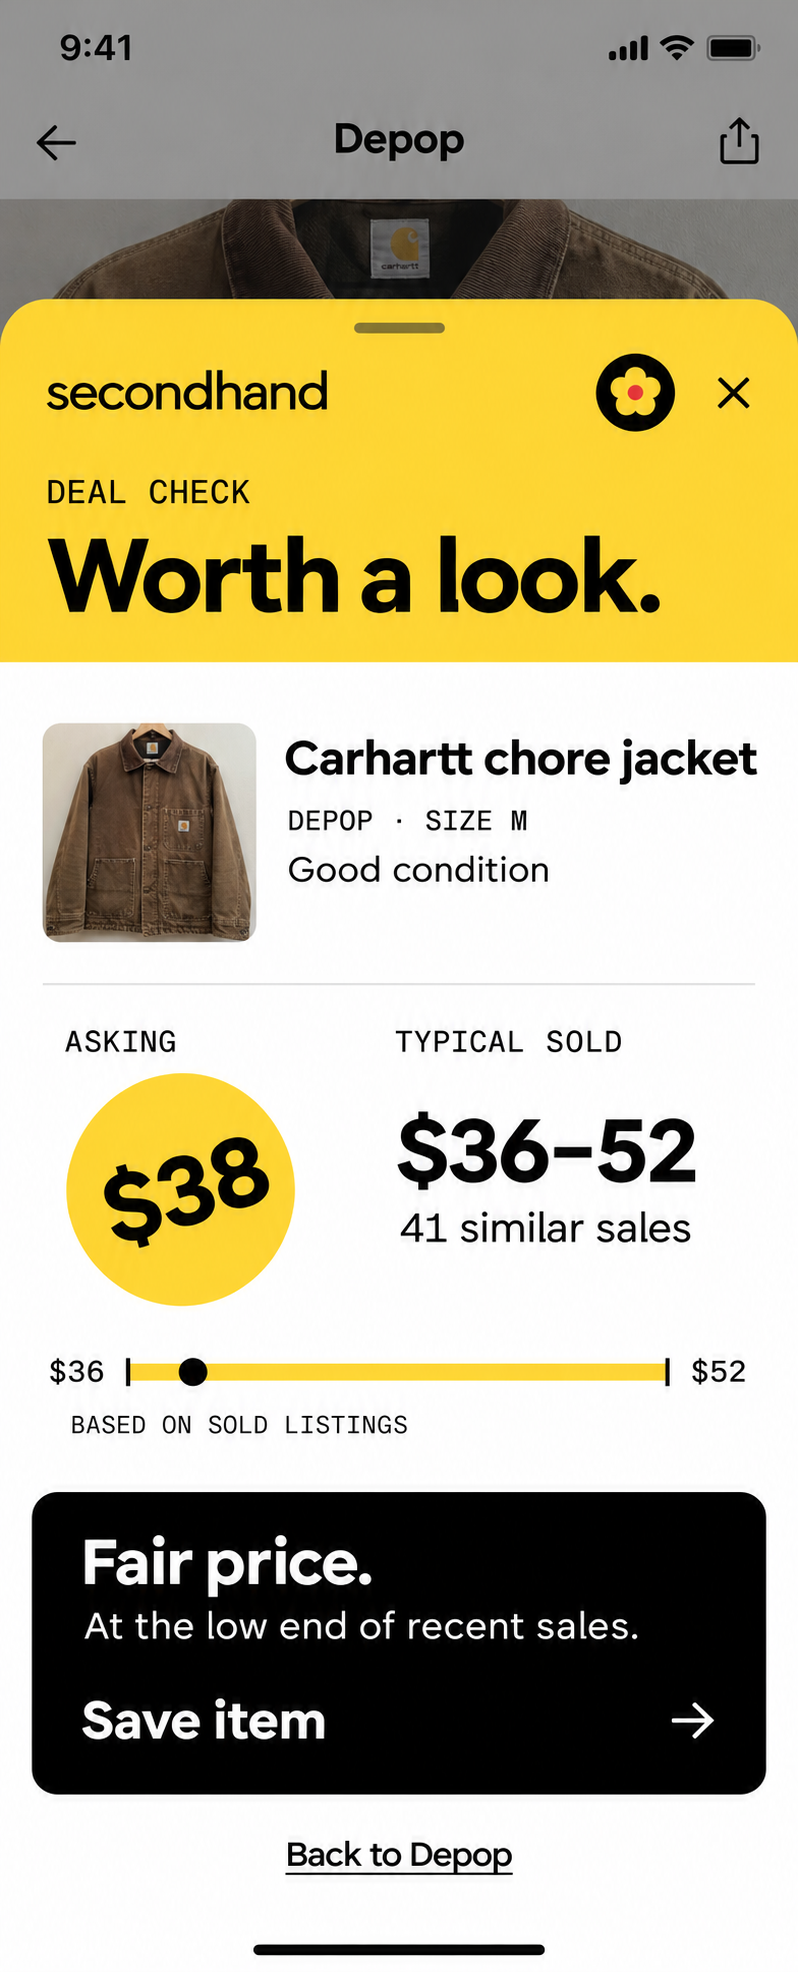 9:41
Depop
carhartt
secondhand
DEAL CHECK
Worth a look.
Carhartt chore jacket
DEPOP · SIZE M
Good condition
ASKING
TYPICAL SOLD
$38
$36–52
41 similar sales
$36
$52
BASED ON SOLD LISTINGS
Fair price.
At the low end of recent sales.
Save item
Back to Depop